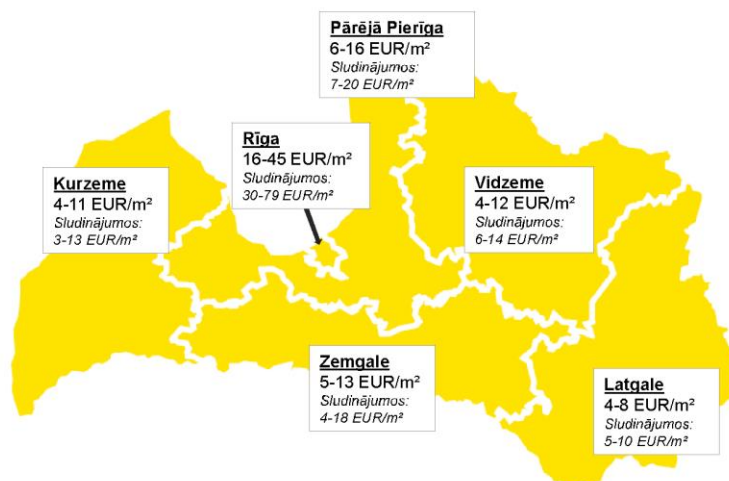 Pārējā Pierīga
6-16 EUR/m²
Sludinājumos:
7-20 EUR/m²
Rīga
16-45 EUR/m²
Sludinājumos:
30-79 EUR/m²
Kurzeme
4-11 EUR/m²
Sludinājumos:
3-13 EUR/m²
Vidzeme
4-12 EUR/m²
Sludinājumos:
6-14 EUR/m²
Zemgale
5-13 EUR/m²
Sludinājumos:
4-18 EUR/m²
Latgale
4-8 EUR/m²
Sludinājumos:
5-10 EUR/m²